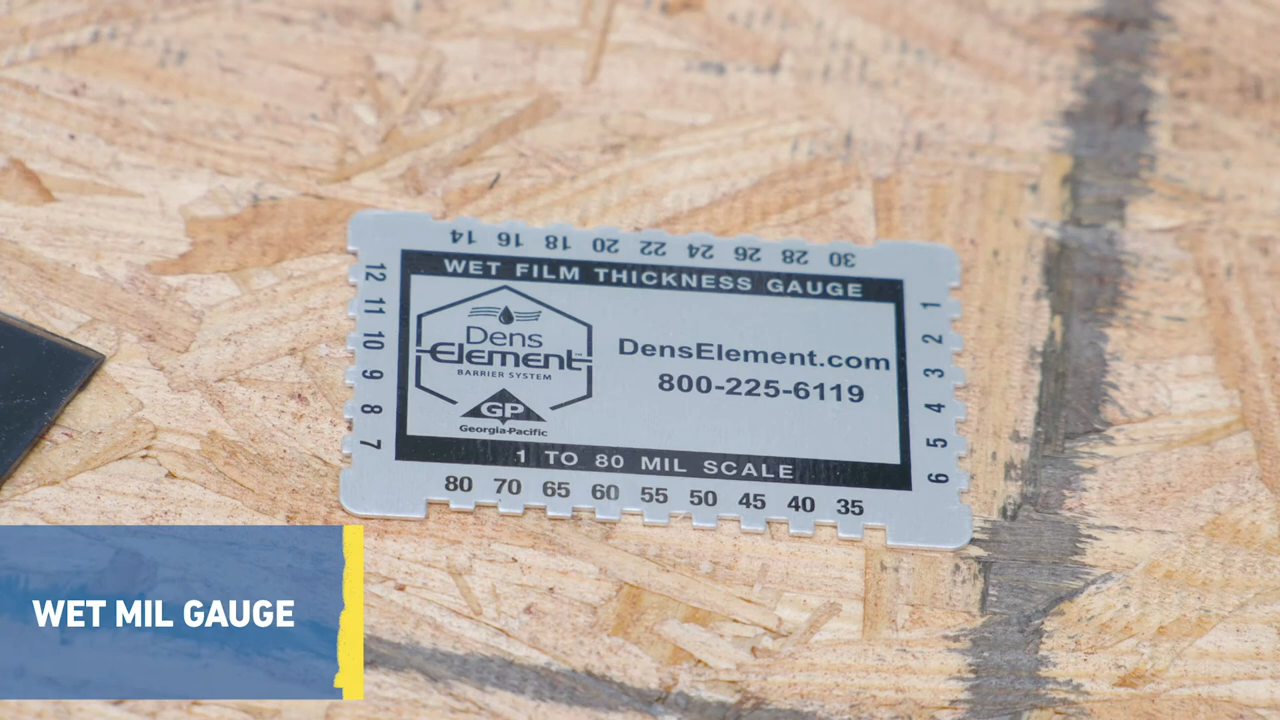 14 16 18 20 22 24 26 28 30
WET FILM THICKNESS GAUGE
12
11
10
9
8
7
Dens
Element™
BARRIER SYSTEM
GP
Georgia-Pacific
DensElement.com
800-225-6119
1
2
3
4
5
6
1 TO 80 MIL SCALE
80 70 65 60 55 50 45 40 35
WET MIL GAUGE